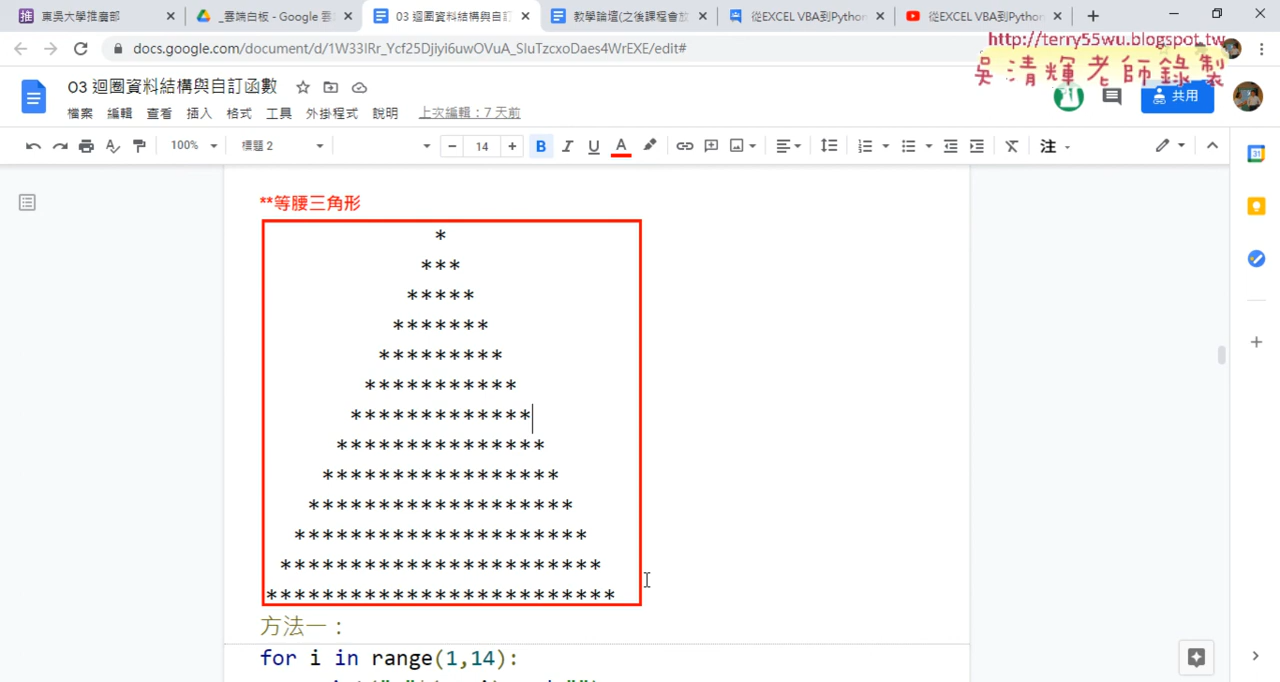 東吳大學推廣部
_雲端白板 - Google 雲
03 迴圈資料結構與自訂
教學論壇(之後課程會放
從EXCEL VBA到Python
從EXCEL VBA到Python
docs.google.com/document/d/1W33IRr_Ycf25Djiyi6uwOVuA_SIuTzcxoDaes4WrEXE/edit#
http://terry55wu.blogspot.tw
吳清輝老師錄製
03 迴圈資料結構與自訂函數
檔案 編輯 查看 插入 格式 工具 外掛程式 說明 上次編輯：7 天前
共用
100% 標題 2 14 B I U A 注
31
**等腰三角形
*
***
*****
*******
*********
***********
*************
***************
*****************
*******************
*********************
***********************
*************************
方法一：
for i in range(1,14):